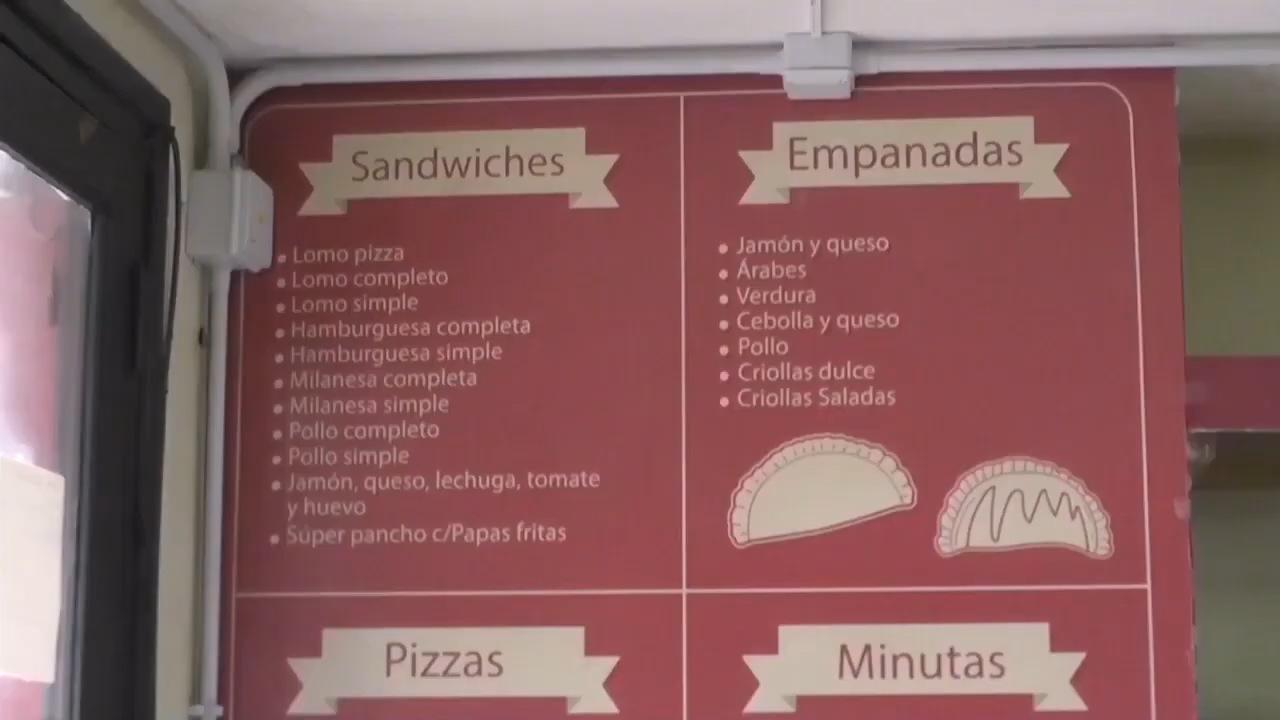 Sandwiches
Lomo pizza
Lomo completo
Lomo simple
Hamburguesa completa
Hamburguesa simple
Milanesa completa
Milanesa simple
Pollo completo
Pollo simple
Jamón, queso, lechuga, tomate
y huevo
Súper pancho c/Papas fritas
Empanadas
Jamón y queso
Árabes
Verdura
Cebolla y queso
Pollo
Criollas dulce
Criollas Saladas
Pizzas
Minutas